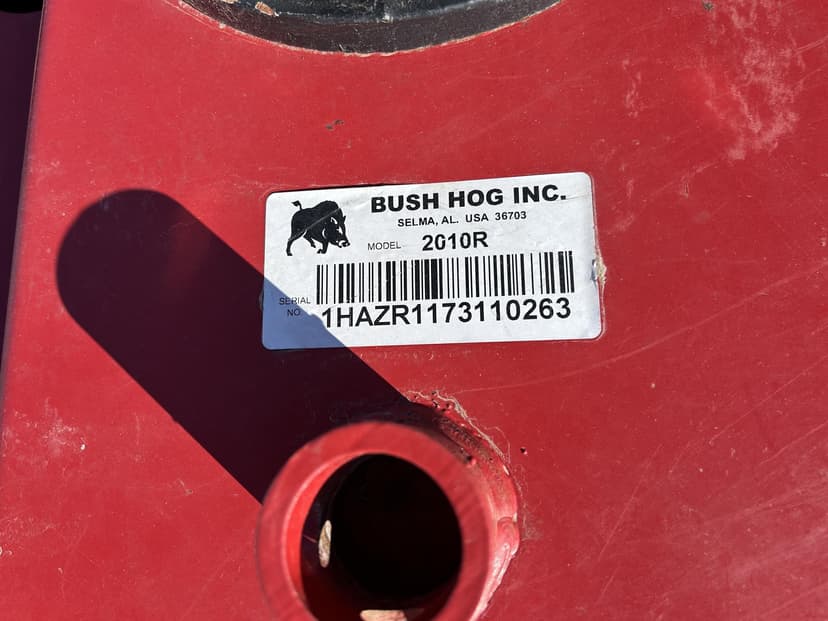 BUSH HOG INC.
SELMA, AL. USA 36703
MODEL 2010R
SERIAL
NO. 1HAZR1173110263